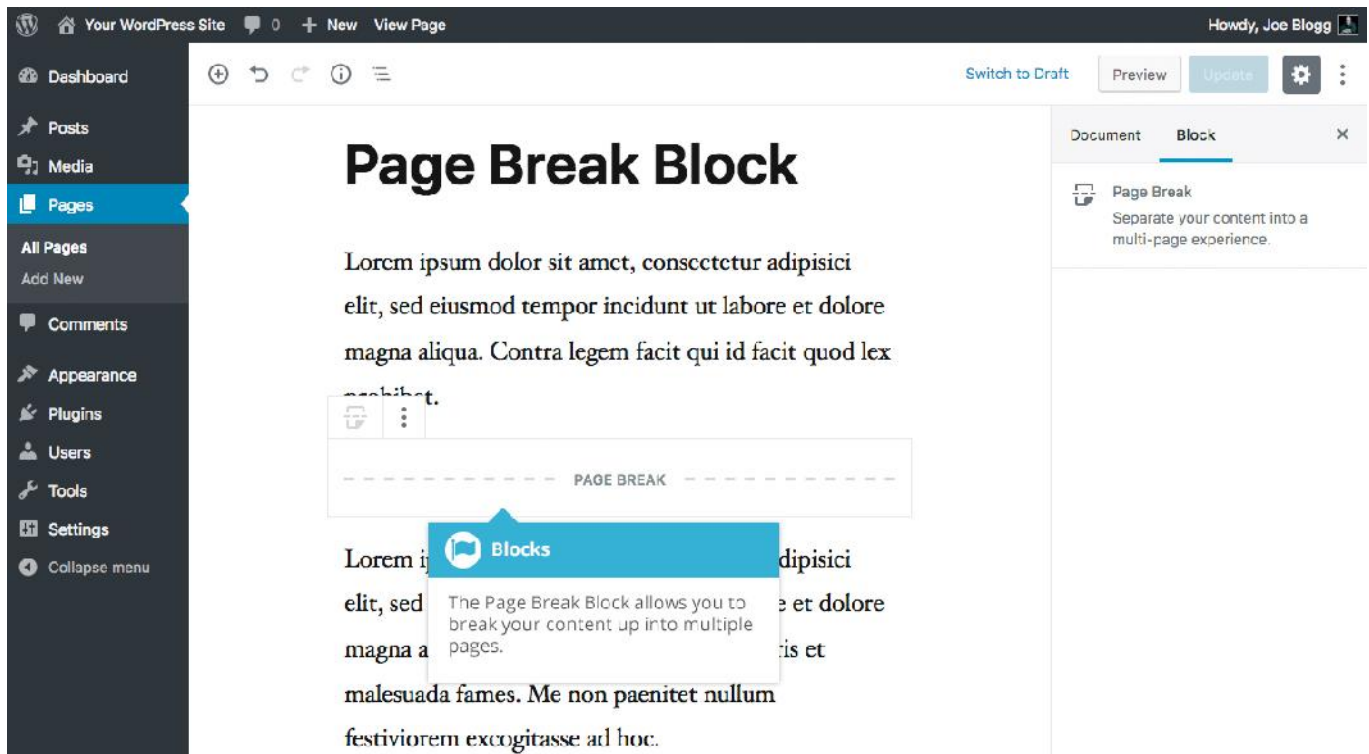 Your WordPress Site 0 New View Page
Howdy, Joe Blogg
Dashboard
Posts
Media
Pages
All Pages
Add New
Comments
Appearance
Plugins
Users
Tools
Settings
Collapse menu
Switch to Draft
Preview
Update
Page Break Block
Lorem ipsum dolor sit amet, consectetur adipisici
elit, sed eiusmod tempor incidunt ut labore et dolore
magna aliqua. Contra legem facit qui id facit quod lex
PAGE BREAK
Blocks
The Page Break Block allows you to
break your content up into multiple
pages.
Lorem dipisici
elit, sed et dolore
magna et
malesuada fames. Me non paenitet nullum
festiviorem excogitasse ad hoc.
Document Block
Page Break
Separate your content into a
multi-page experience.